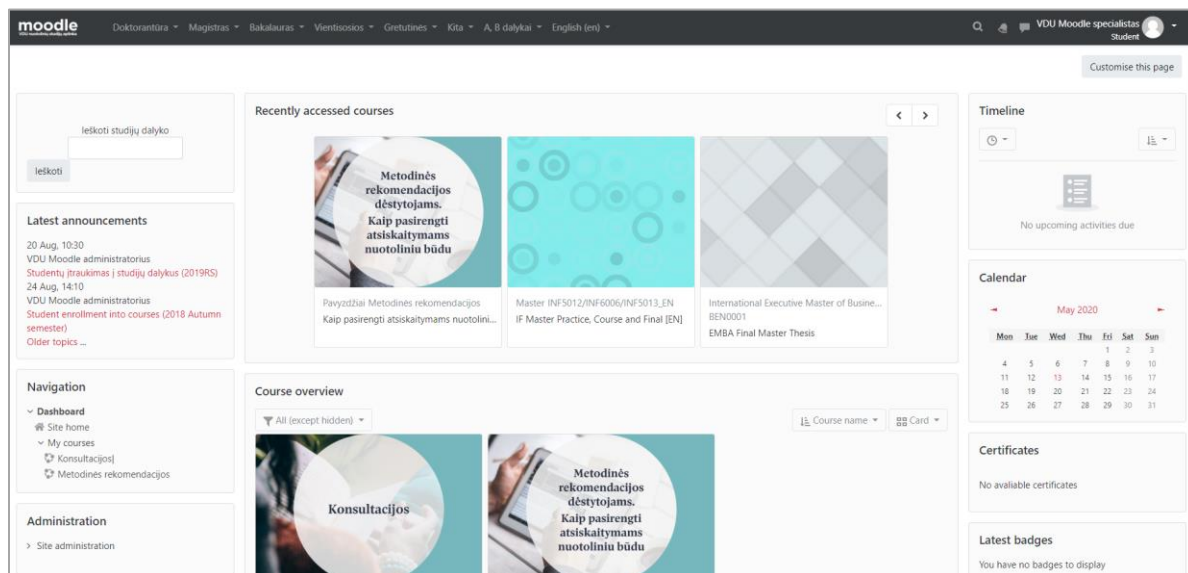 moodle
VDU nuotolinių studijų aplinka
Doktorantūra Magistras Bakalauras Vientisosios Gretutinės Kita A, B dalykai English (en)
VDU Moodle specialistas
Student
Customise this page
Ieškoti studijų dalyko
Ieškoti
Latest announcements
20 Aug, 10:30
VDU Moodle administratorius
Studentų įtraukimas į studijų dalykus (2019RS)
24 Aug, 14:10
VDU Moodle administratorius
Student enrollment into courses (2018 Autumn
semester)
Older topics ...
Navigation
Dashboard
Site home
My courses
Konsultacijos|
Metodinės rekomendacijos
Administration
Site administration
Recently accessed courses
Metodinės
rekomendacijos
dėstytojams.
Kaip pasirengti
atsiskaitymams
nuotoliniu būdu
Pavyzdžiai Metodinės rekomendacijos
Kaip pasirengti atsiskaitymams nuotolini...
Master INF5012/INF6006/INF5013_EN
IF Master Practice, Course and Final [EN]
International Executive Master of Busine...
BEN0001
EMBA Final Master Thesis
Course overview
All (except hidden)
Course name
Card
Konsultacijos
Metodinės
rekomendacijos
dėstytojams.
Kaip pasirengti
atsiskaitymams
nuotoliniu būdu
Timeline
No upcoming activities due
Calendar
May 2020
Mon Tue Wed Thu Fri Sat Sun
1 2 3
4 5 6 7 8 9 10
11 12 13 14 15 16 17
18 19 20 21 22 23 24
25 26 27 28 29 30 31
Certificates
No avaliable certificates
Latest badges
You have no badges to display